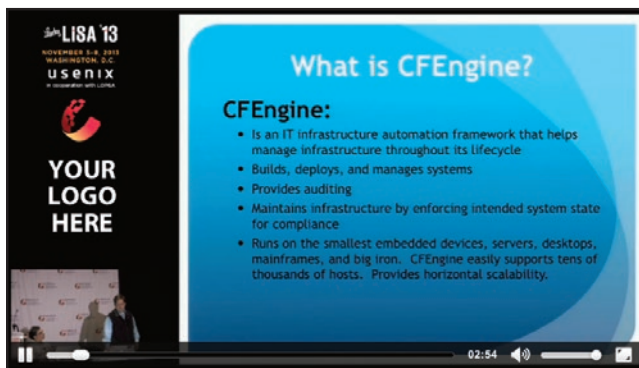 LISA '13
NOVEMBER 3-8, 2013
WASHINGTON, D.C.
usenix
in cooperation with LOPSA
YOUR
LOGO
HERE
What is CFEngine?
CFEngine:
• Is an IT infrastructure automation framework that helps
manage infrastructure throughout its lifecycle
• Builds, deploys, and manages systems
• Provides auditing
• Maintains infrastructure by enforcing intended system state
for compliance
• Runs on the smallest embedded devices, servers, desktops,
mainframes, and big iron. CFEngine easily supports tens of
thousands of hosts. Provides horizontal scalability.
02:54